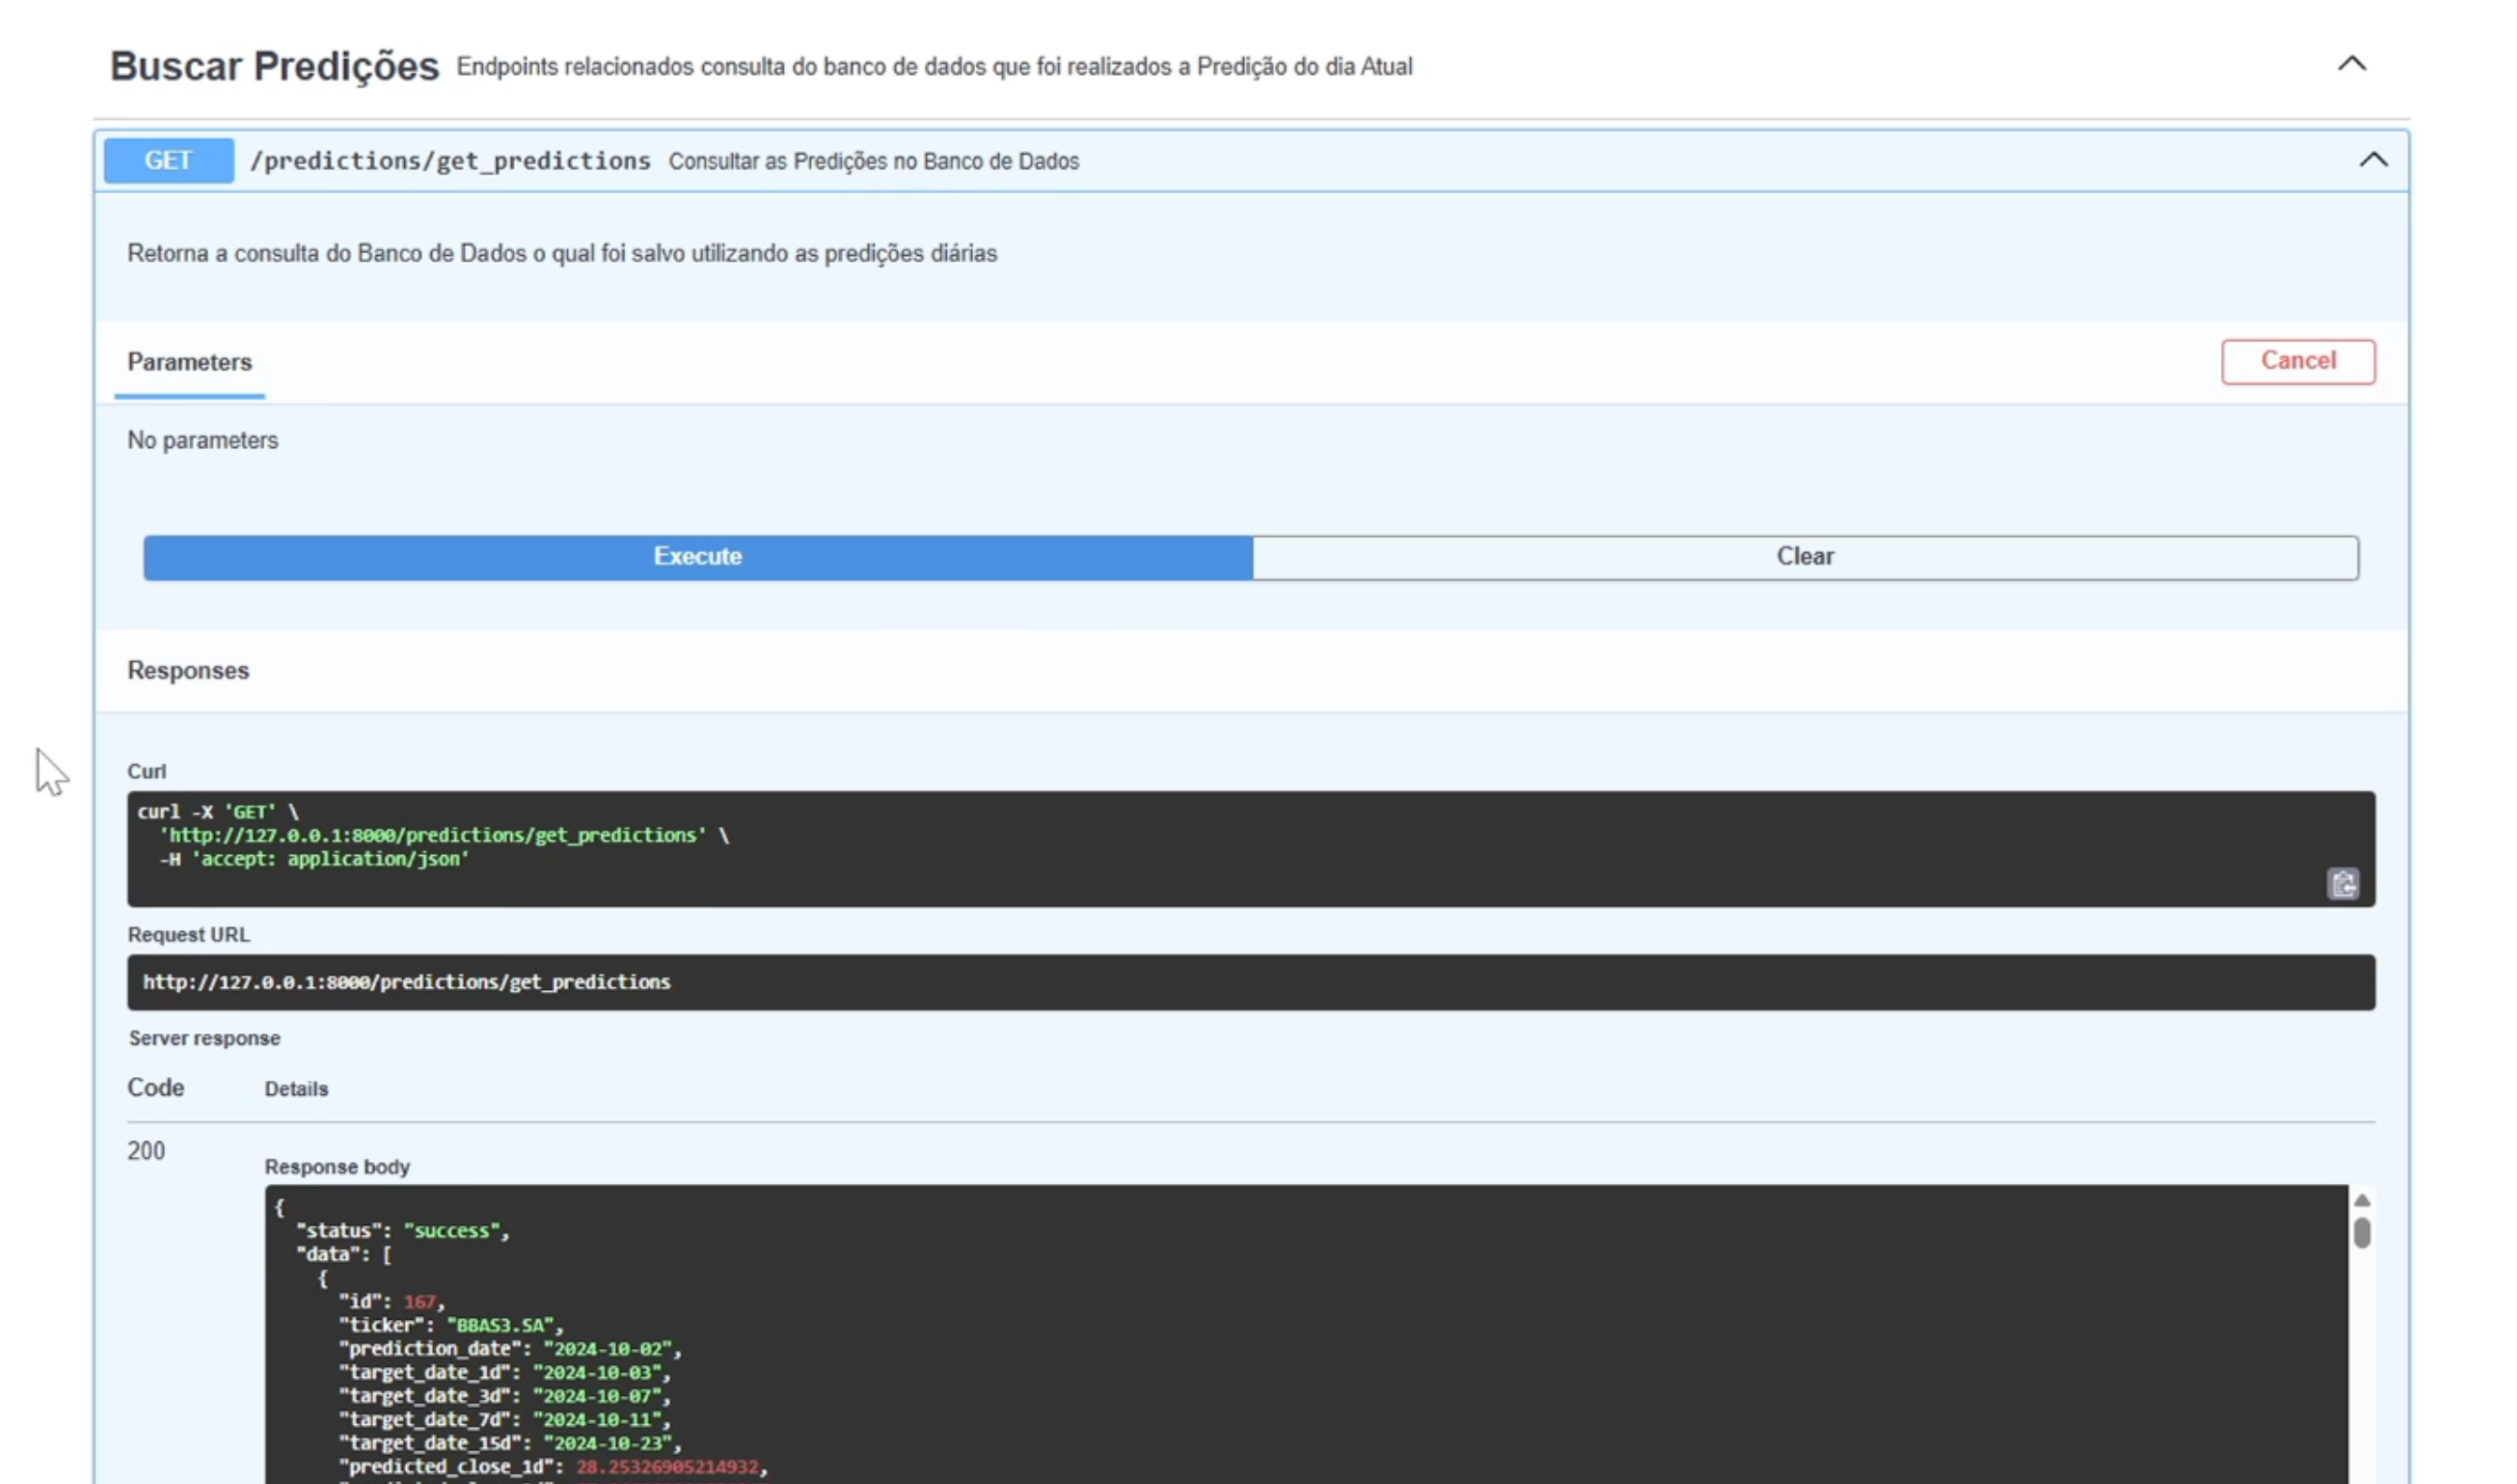 Buscar Predições Endpoints relacionados consulta do banco de dados que foi realizados a Predição do dia Atual
GET /predictions/get_predictions Consultar as Predições no Banco de Dados
Retorna a consulta do Banco de Dados o qual foi salvo utilizando as predições diárias
Parameters Cancel
No parameters
Execute Clear
Responses
Curl
curl -X 'GET' \
'http://127.0.0.1:8000/predictions/get_predictions' \
-H 'accept: application/json'
Request URL
http://127.0.0.1:8000/predictions/get_predictions
Server response
Code Details
200
Response body
{
"status": "success",
"data": [
{
"id": 167,
"ticker": "BBAS3.SA",
"prediction_date": "2024-10-02",
"target_date_1d": "2024-10-03",
"target_date_3d": "2024-10-07",
"target_date_7d": "2024-10-11",
"target_date_15d": "2024-10-23",
"predicted_close_1d": 28.25326905214932,